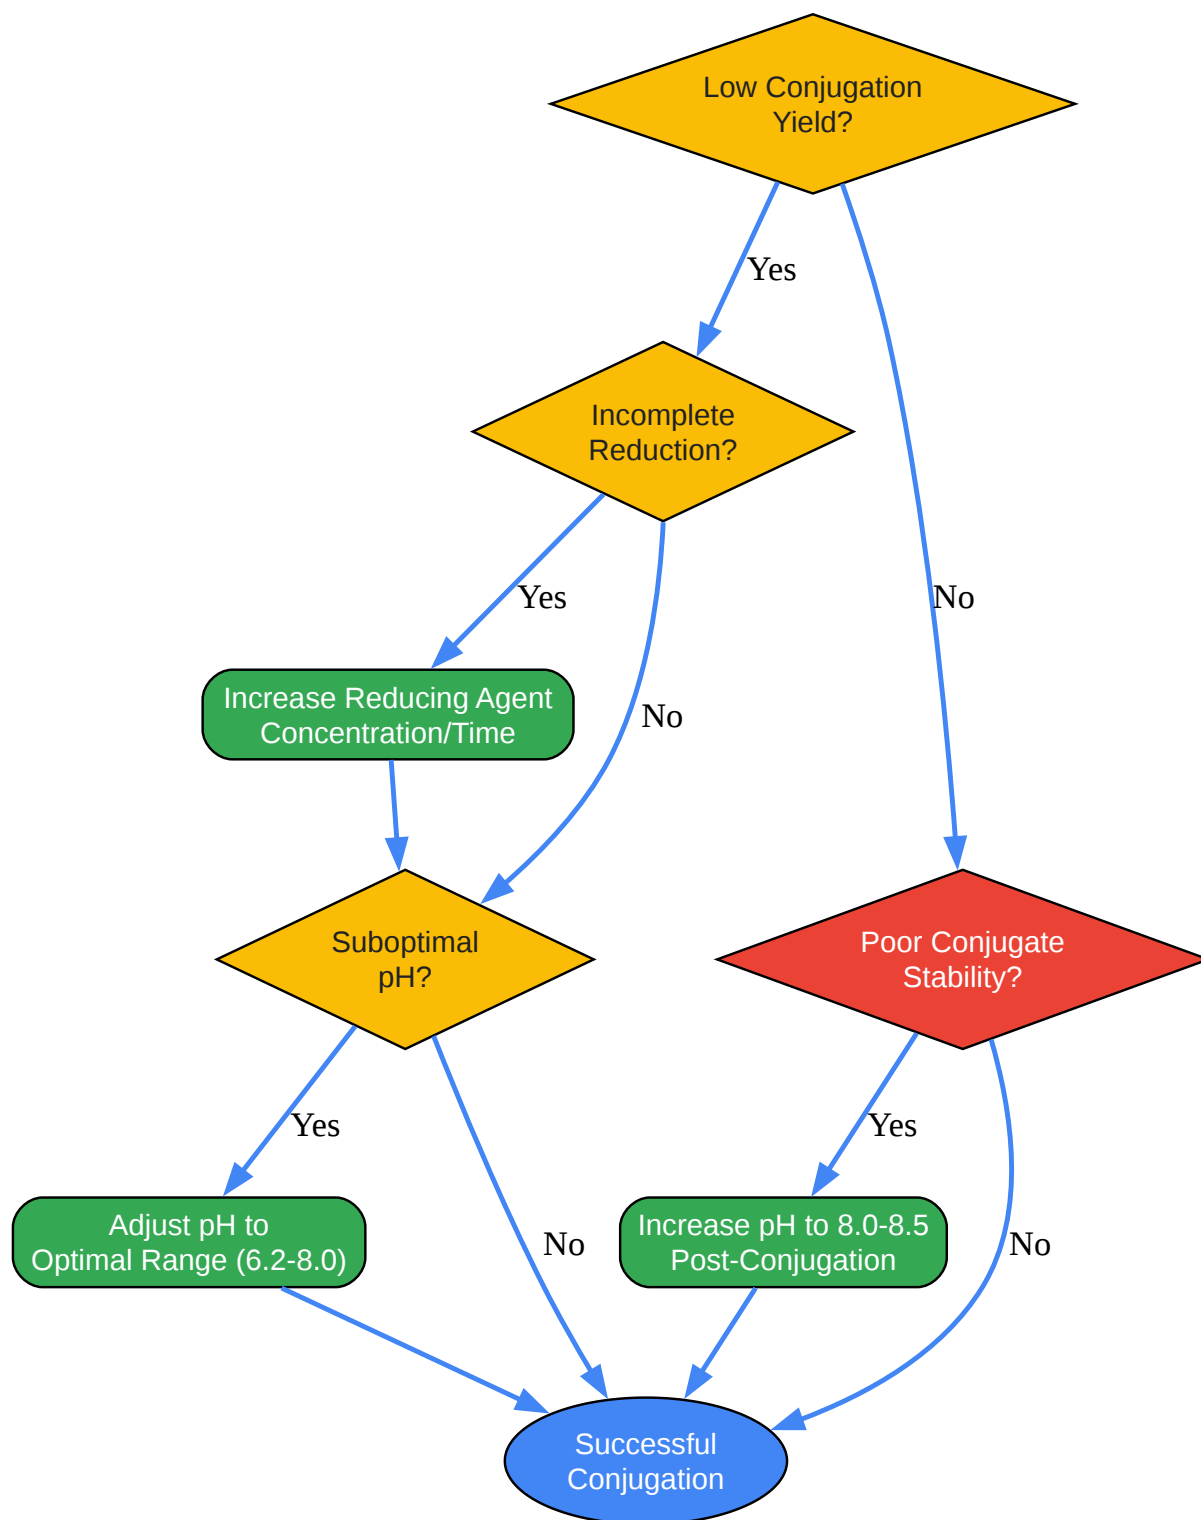 Low Conjugation
Yield?
Yes
Incomplete
Reduction?
Yes
No
Increase Reducing Agent
Concentration/Time
No
Suboptimal
pH?
Poor Conjugate
Stability?
Yes
Yes
Adjust pH to
Optimal Range (6.2-8.0)
No
Increase pH to 8.0-8.5
Post-Conjugation
No
Successful
Conjugation